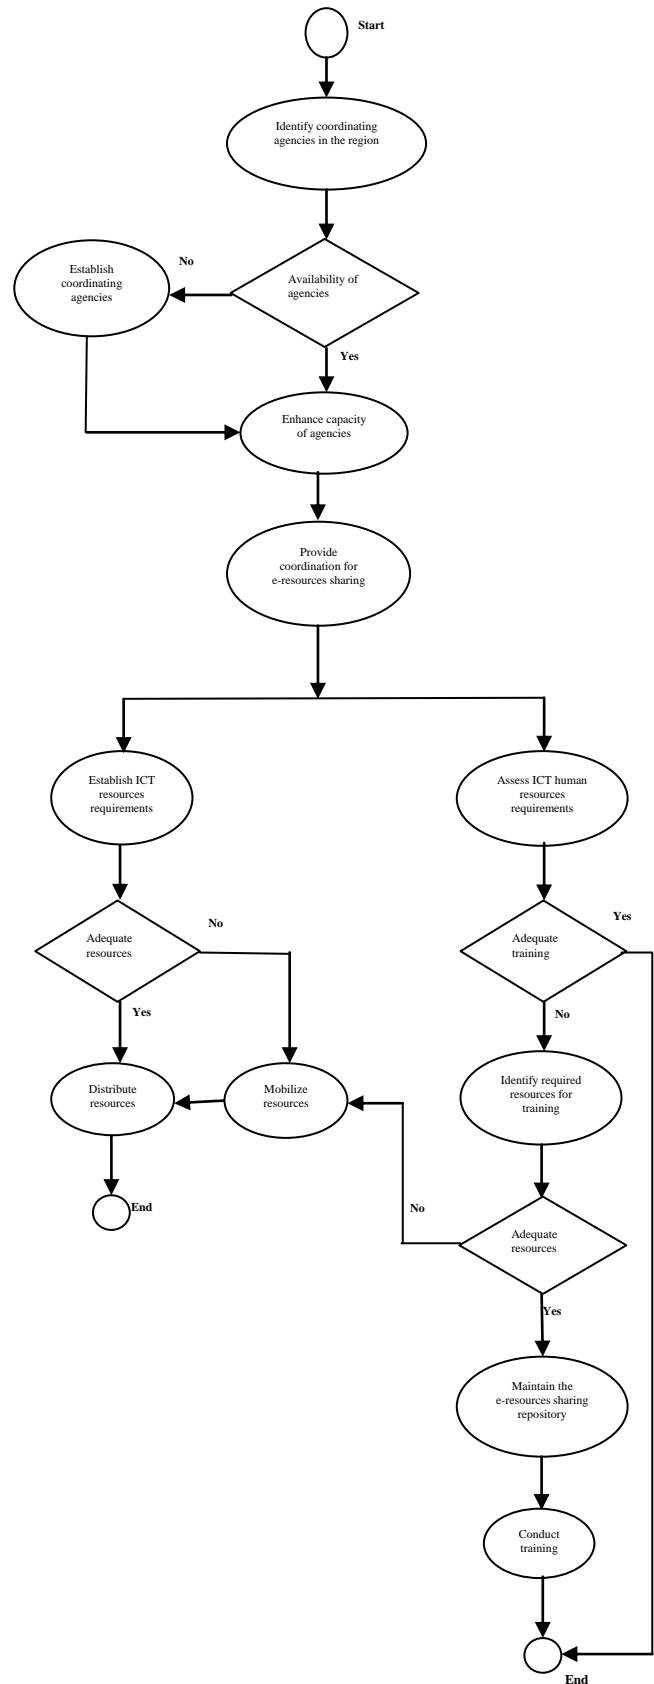 Start
Identify coordinating
agencies in the region
No
Establish
coordinating
agencies
Availability of
agencies
Yes
Enhance capacity
of agencies
Provide
coordination for
e-resources sharing
Establish ICT
resources
requirements
Assess ICT human
resources
requirements
No
Yes
Adequate
resources
Adequate
training
Yes
No
Distribute
resources
Mobilize
resources
Identify required
resources for
training
End
No
Adequate
resources
Yes
Maintain the
e-resources sharing
repository
Conduct
training
End